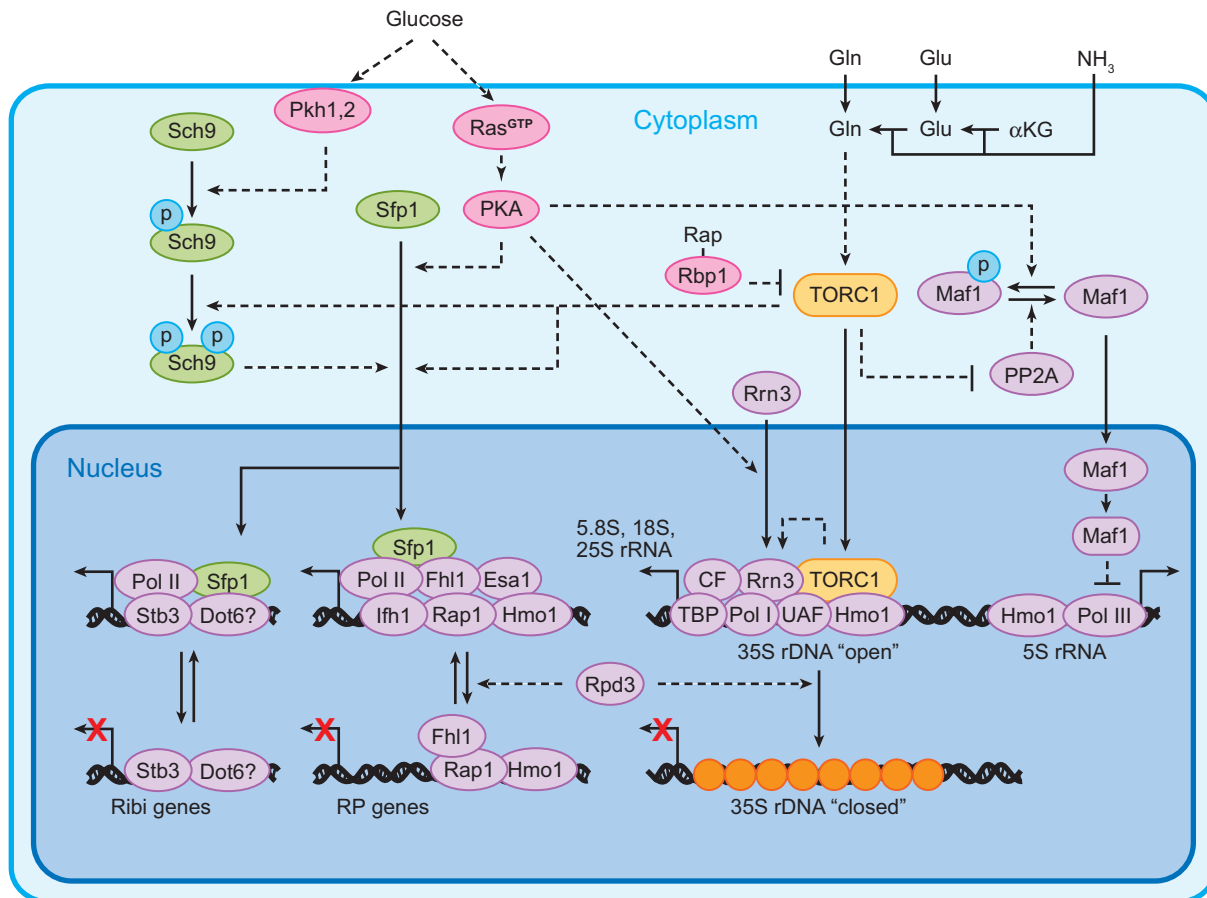 Glucose
Gln
Glu
NH3
Pkh1,2
Sch9
RasGTP
Cytoplasm
Gln
Glu
αKG
p
Sch9
Sfp1
PKA
Rap
Rbp1
TORC1
p
Maf1
Maf1
p
p
Sch9
PP2A
Rrn3
Nucleus
Maf1
Maf1
5.8S, 18S,
25S rRNA
Sfp1
Pol II
Sfp1
Stb3
Dot6?
Pol II
Fhl1
Esa1
Ifh1
Rap1
Hmo1
CF
Rrn3
TORC1
TBP
Pol I
UAF
Hmo1
Hmo1
Pol III
35S rDNA “open”
5S rRNA
Rpd3
X
Stb3
Dot6?
Ribi genes
X
Fhl1
Rap1
Hmo1
RP genes
X
35S rDNA “closed”